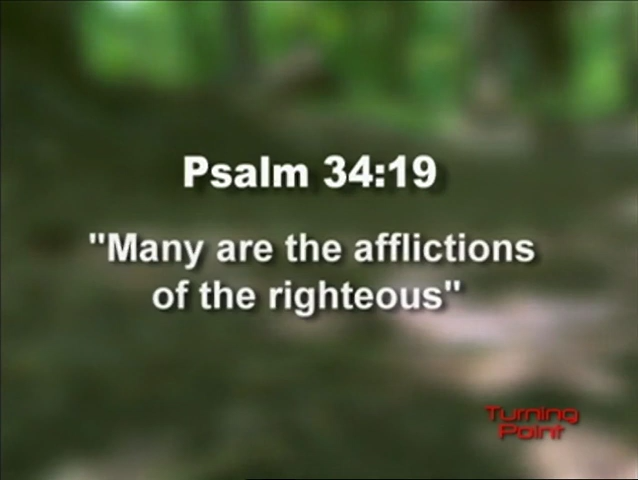 Psalm 34:19
"Many are the afflictions
of the righteous"
Turning
Point